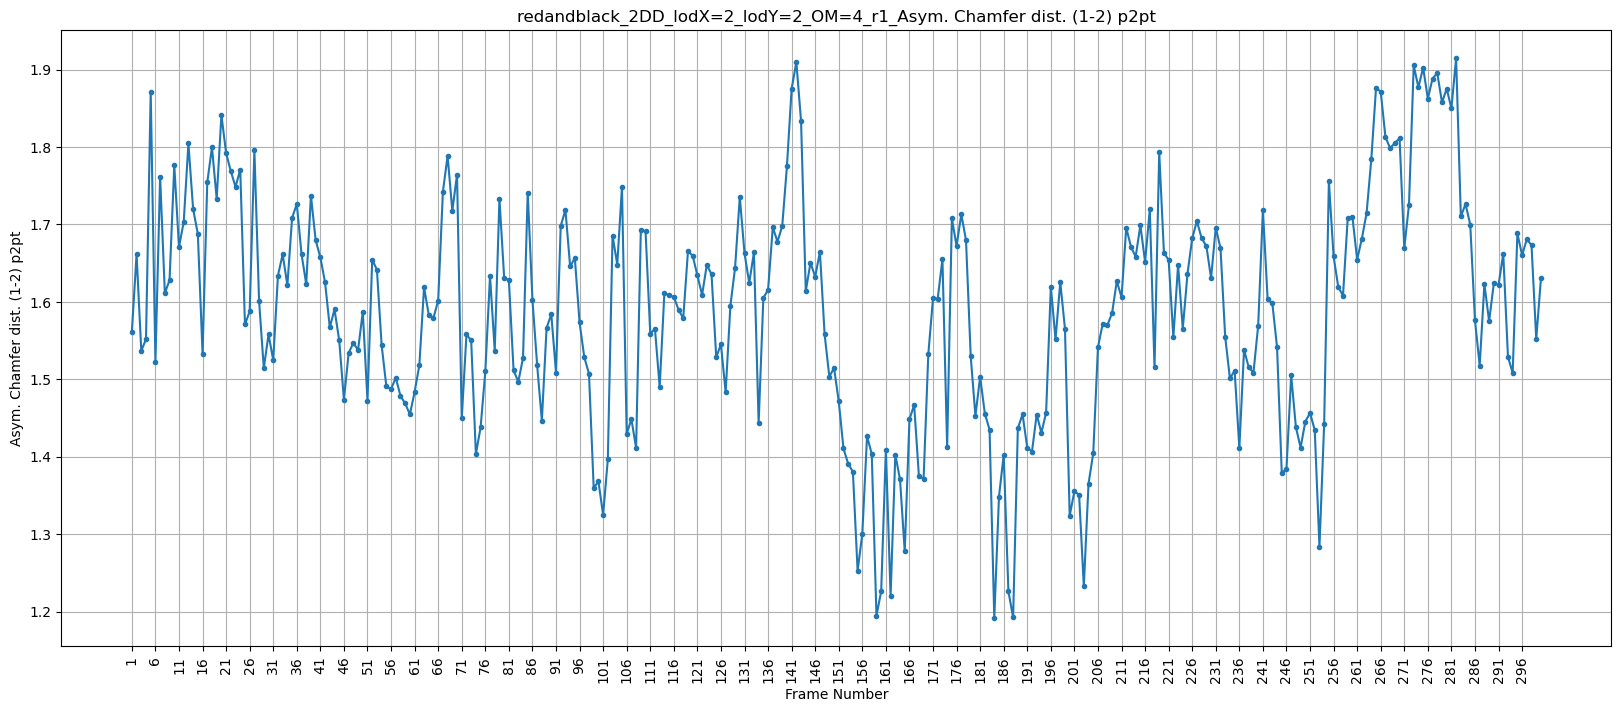 redandblack_2DD_lodX=2_lodY=2_OM=4_r1_Asym. Chamfer dist. (1-2) p2pt
Asym. Chamfer dist. (1-2) p2pt
1.9
1.8
1.7
1.6
1.5
1.4
1.3
1.2
1 6 11 16 21 26 31 36 41 46 51 56 61 66 71 76 81 86 91 96 101 106 111 116 121 126 131 136 141 146 151 156 161 166 171 176 181 186 191 196 201 206 211 216 221 226 231 236 241 246 251 256 261 266 271 276 281 286 291 296
Frame Number